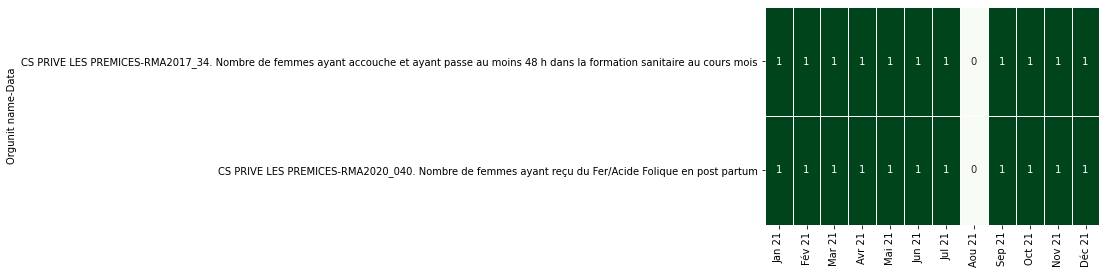 Orgunit name-Data
CS PRIVE LES PREMICES-RMA2017_34. Nombre de femmes ayant accouche et ayant passe au moins 48 h dans la formation sanitaire au cours mois
1 1 1 1 1 1 1 0 1 1 1 1
CS PRIVE LES PREMICES-RMA2020_040. Nombre de femmes ayant reçu du Fer/Acide Folique en post partum
1 1 1 1 1 1 1 0 1 1 1 1
Jan 21
Fév 21
Mar 21
Avr 21
Mai 21
Jun 21
Jul 21
Aou 21
Sep 21
Oct 21
Nov 21
Déc 21